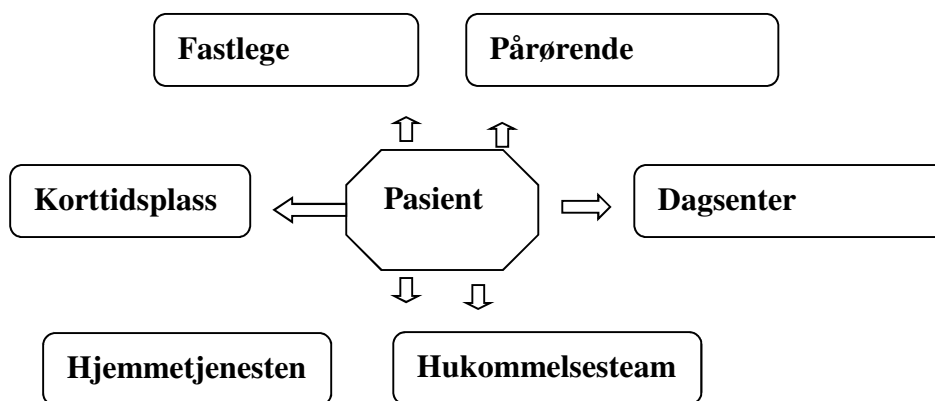 Fastlege
Pårørende
Korttidsplass
Pasient
Dagsenter
Hjemmetjenesten
Hukommelsesteam